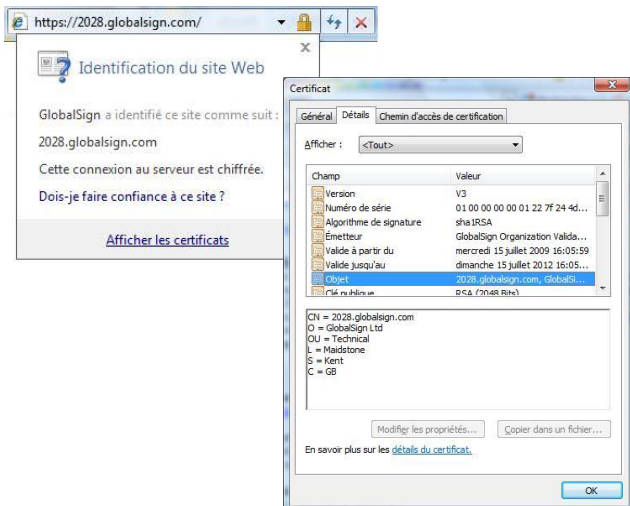 https://2028.globalsign.com/
Identification du site Web
GlobalSign a identifié ce site comme suit :
2028.globalsign.com
Cette connexion au serveur est chiffrée.
Dois-je faire confiance à ce site ?
Afficher les certificats
Certificat
Général Détails Chemin d'accès de certification
Afficher : <Tout>
Champ Valeur
Version V3
Numéro de série 01 00 00 00 00 01 22 7f 24 4d...
Algorithme de signature sha1RSA
Émetteur GlobalSign Organization Valida...
Valide à partir du mercredi 15 juillet 2009 16:05:59
Valide jusqu'au dimanche 15 juillet 2012 16:05...
Objet 2028.globalsign.com, GlobalSi...
Clé publique RSA (2048 Bits)
CN = 2028.globalsign.com
O = GlobalSign Ltd
OU = Technical
L = Maidstone
S = Kent
C = GB
Modifier les propriétés... Copier dans un fichier...
En savoir plus sur les détails du certificat.
OK